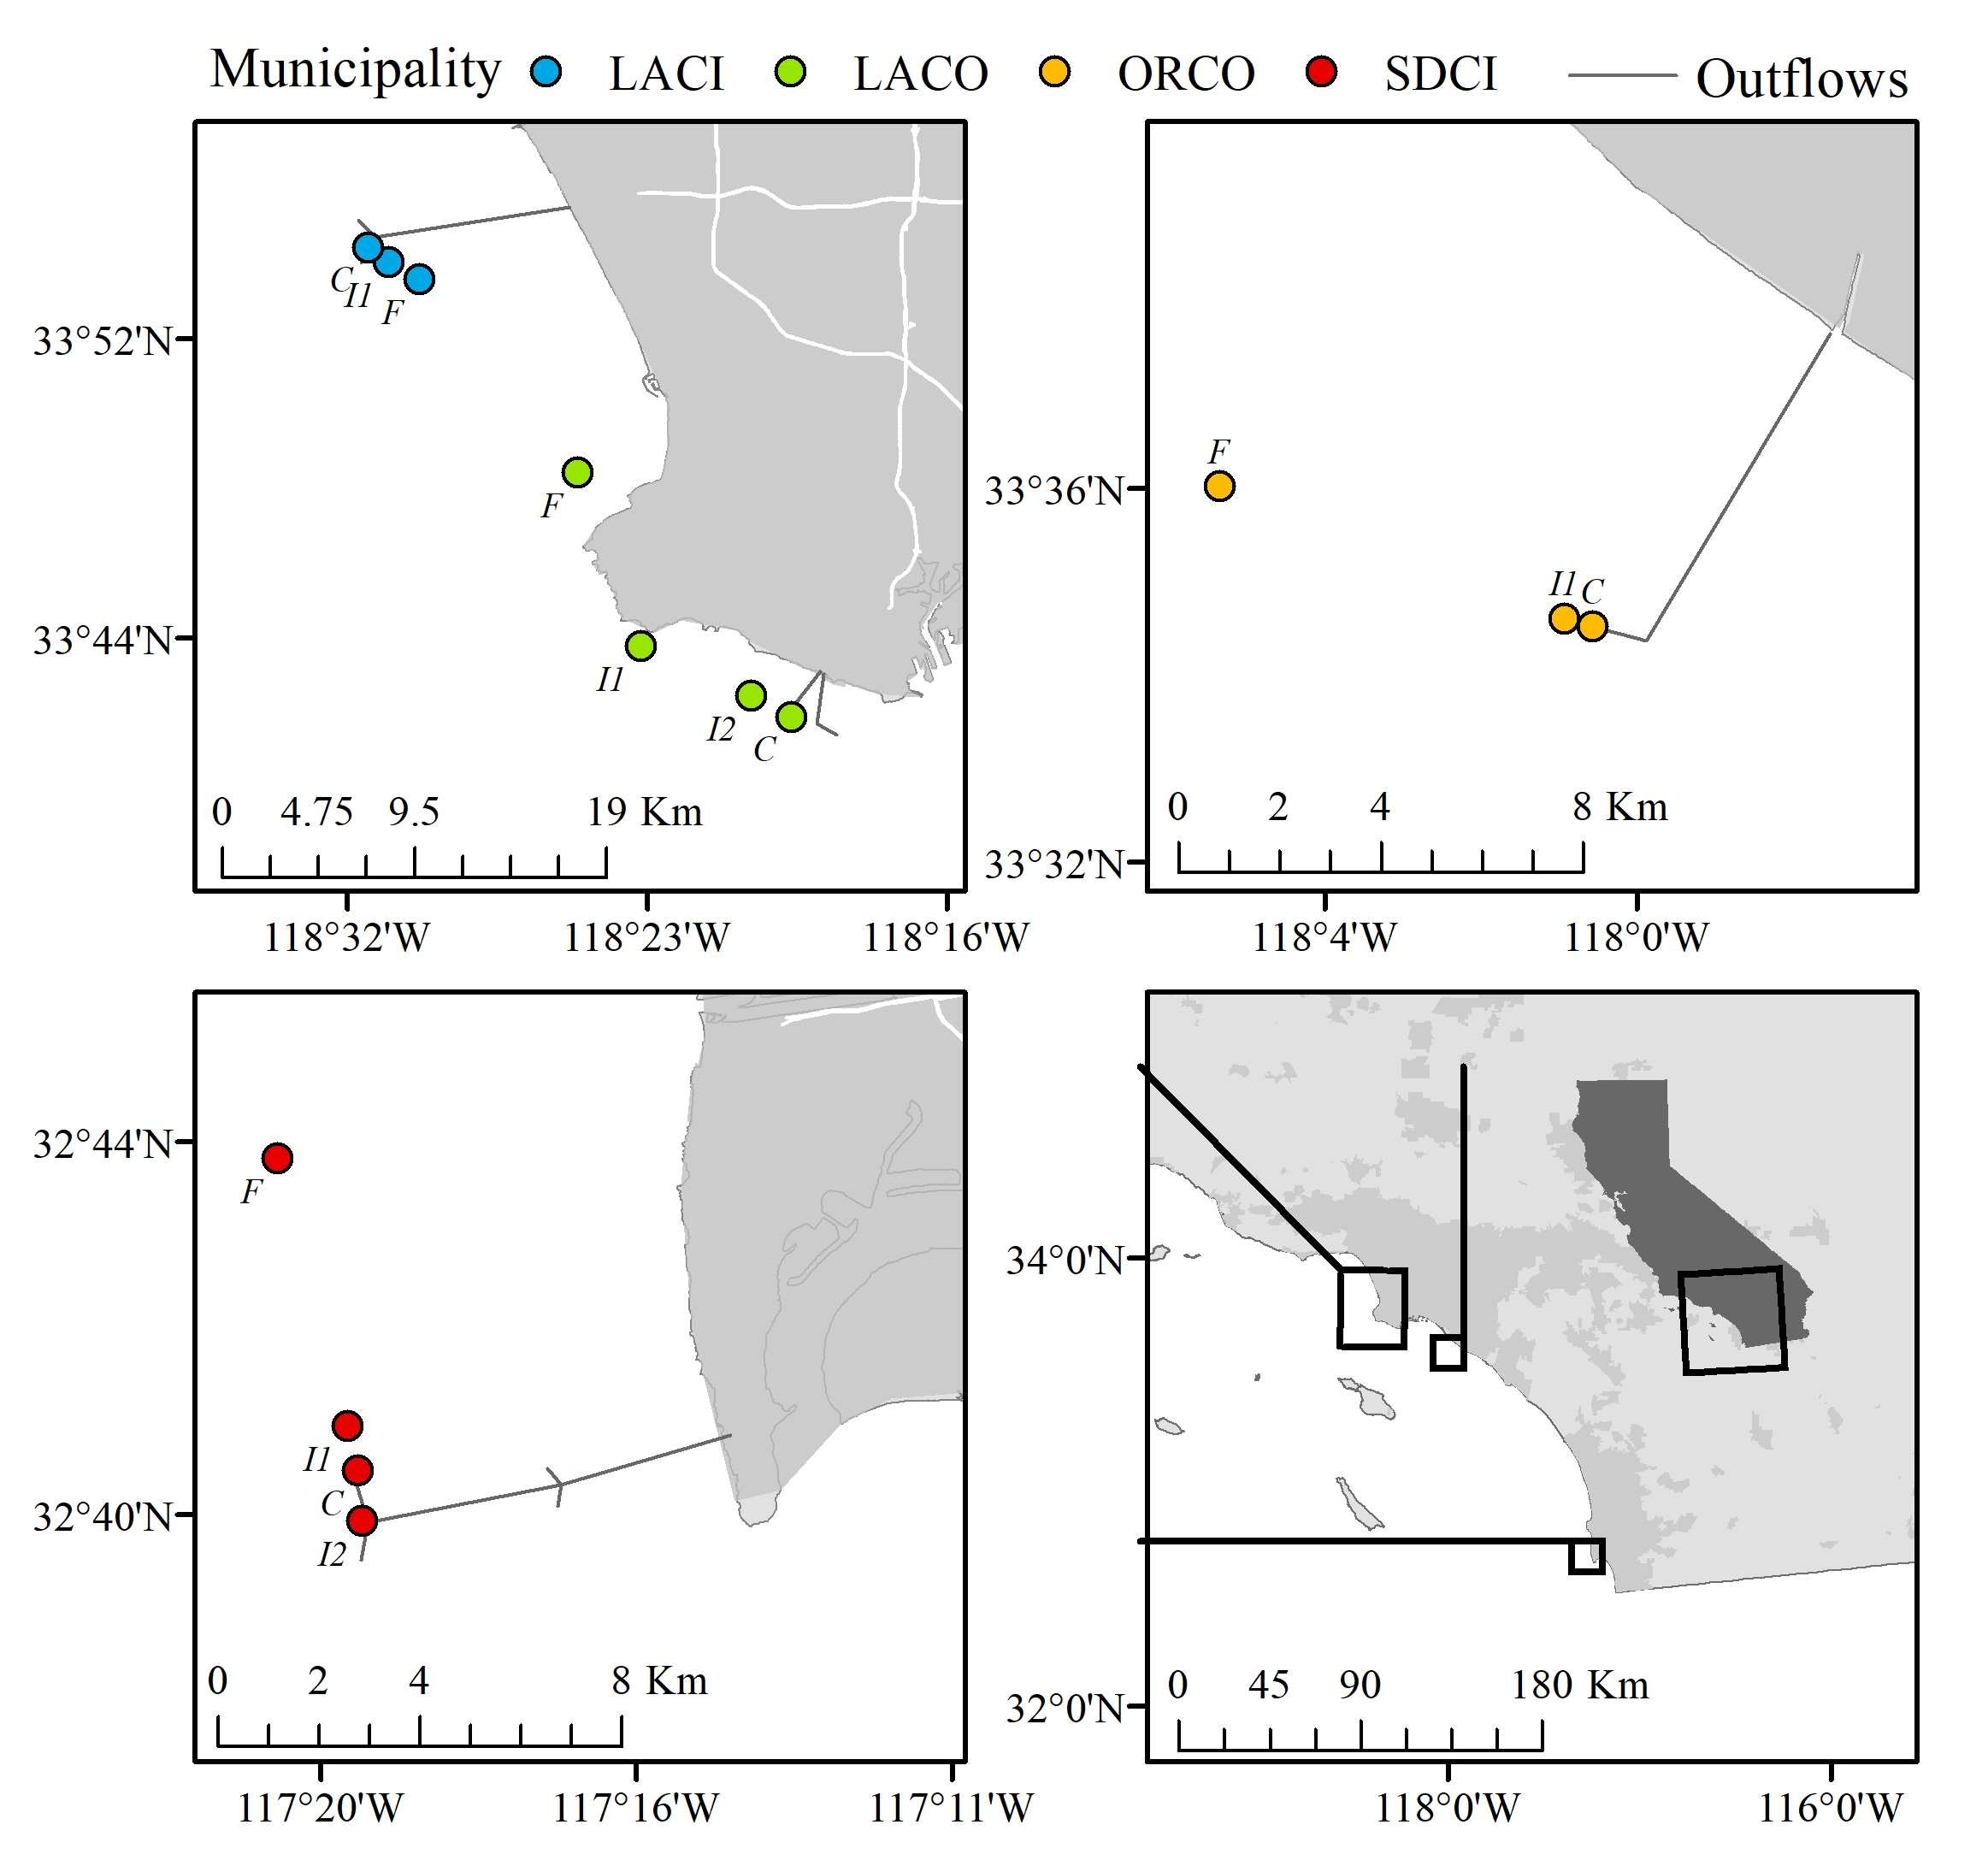 Municipality LACI LACO ORCO SDCI Outflows
C
I1
F
33°52'N
F
33°44'N
I1
I2
C
0 4.75 9.5 19 Km
118°32'W 118°23'W 118°16'W
F
33°36'N
I1 C
0 2 4 8 Km
33°32'N
118°4'W 118°0'W
32°44'N
F
I1
C
32°40'N
I2
0 2 4 8 Km
117°20'W 117°16'W 117°11'W
34°0'N
0 45 90 180 Km
32°0'N
118°0'W 116°0'W